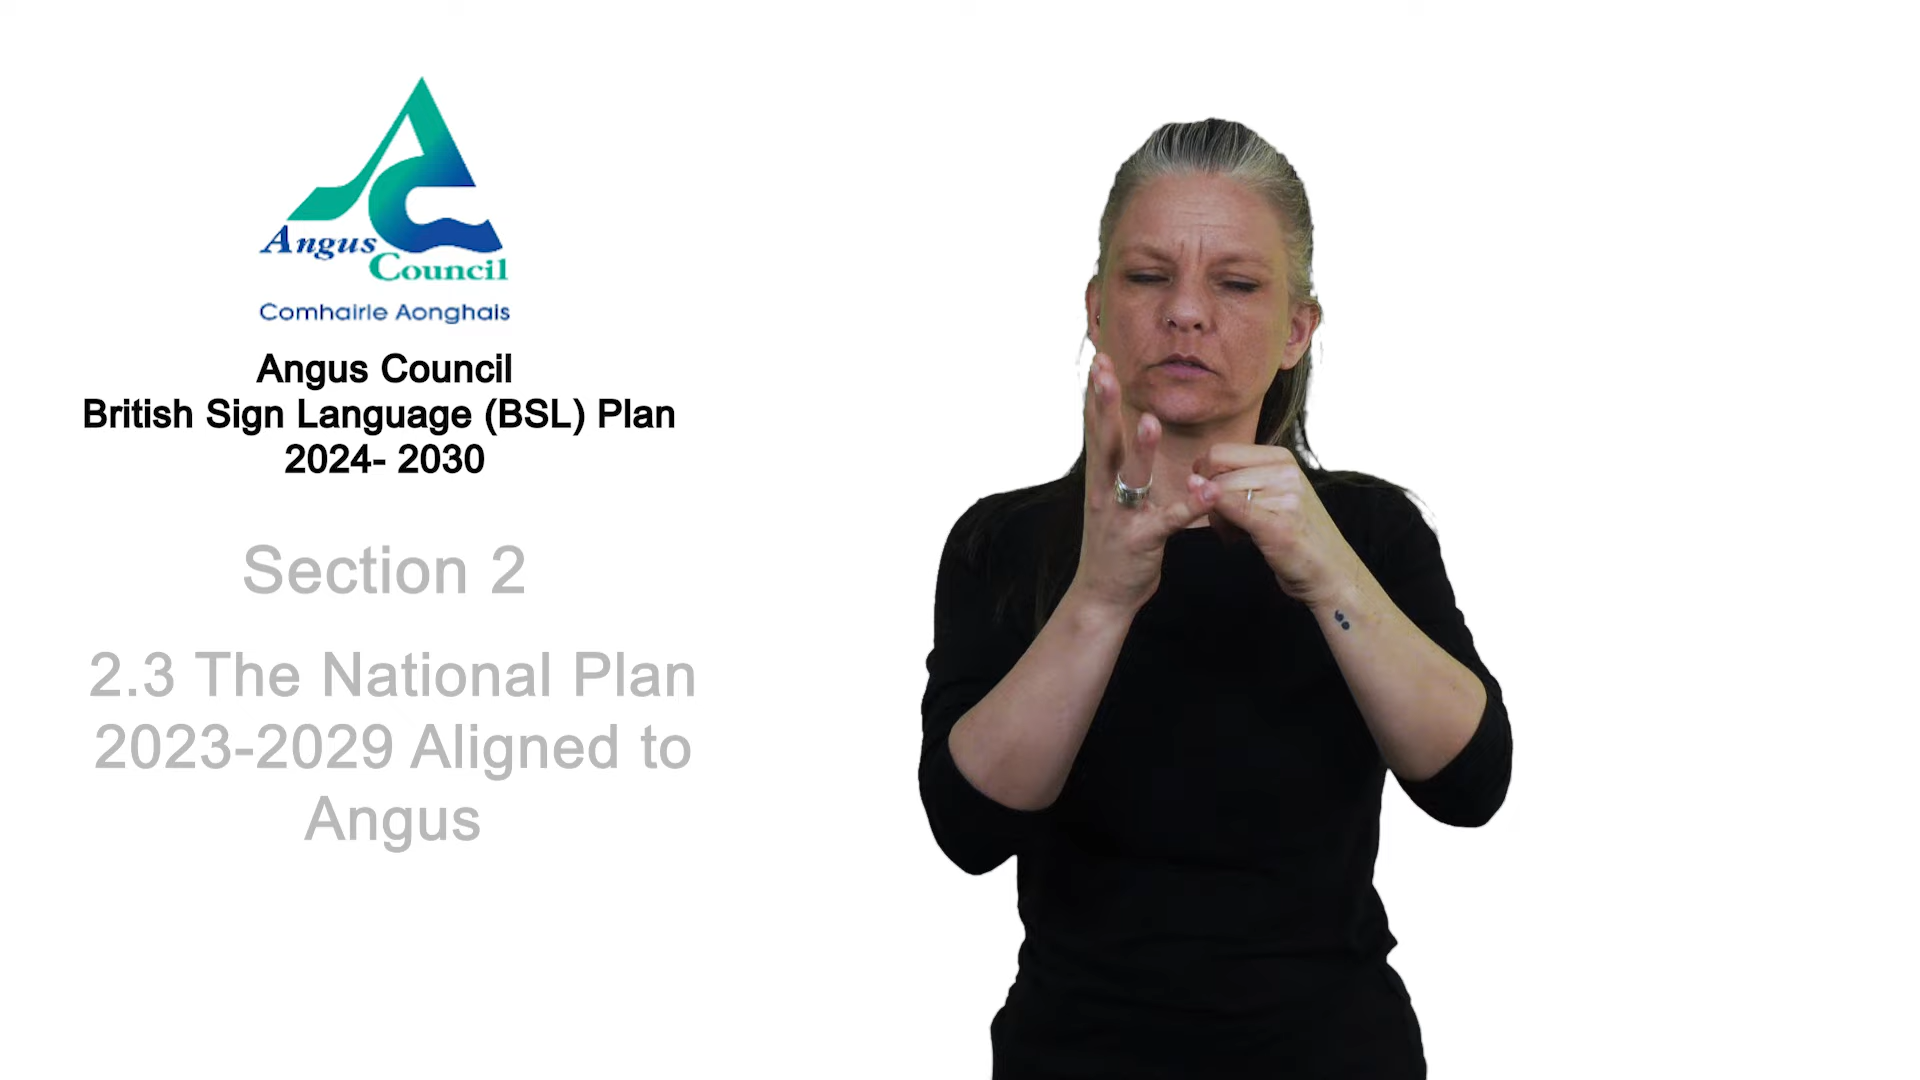 Angus
Council
Comhairle Aonghais
Angus Council
British Sign Language (BSL) Plan
2024- 2030
Section 2
2.3 The National Plan
2023-2029 Aligned to
Angus